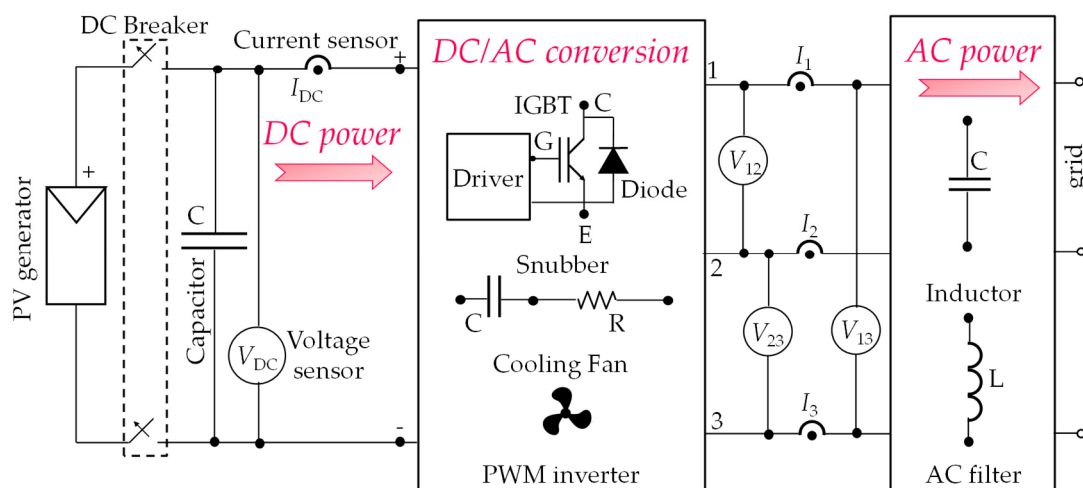 DC Breaker
Current sensor
+
I_DC
DC power
PV generator
+
C
Capacitor
V_DC
Voltage
sensor
-
DC/AC conversion
IGBT
C
G
Driver
Diode
E
Snubber
C
R
Cooling Fan
PWM inverter
1
I_1
V_12
2
I_2
V_23
V_13
3
I_3
AC power
C
Inductor
L
AC filter
grid